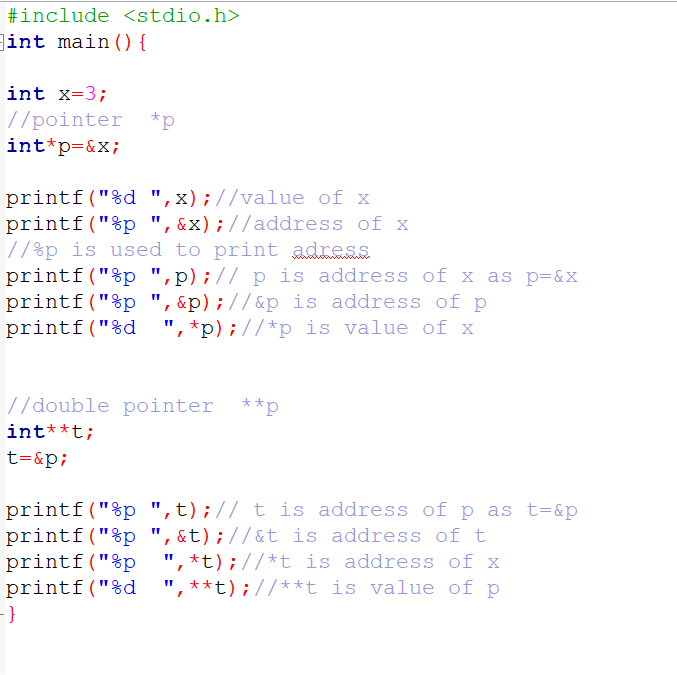 #include <stdio.h>
int main(){
int x=3;
//pointer  *p
int*p=&x;
printf("%d ",x);//value of x
printf("%p ",&x);//address of x
//%p is used to print adress
printf("%p ",p);// p is address of x as p=&x
printf("%p ",&p);//&p is address of p
printf("%d  ",*p);//*p is value of x
//double pointer  **p
int**t;
t=&p;
printf("%p ",t);// t is address of p as t=&p
printf("%p ",&t);//&t is address of t
printf("%p  ",*t);//*t is address of x
printf("%d  ",**t);//**t is value of p
}